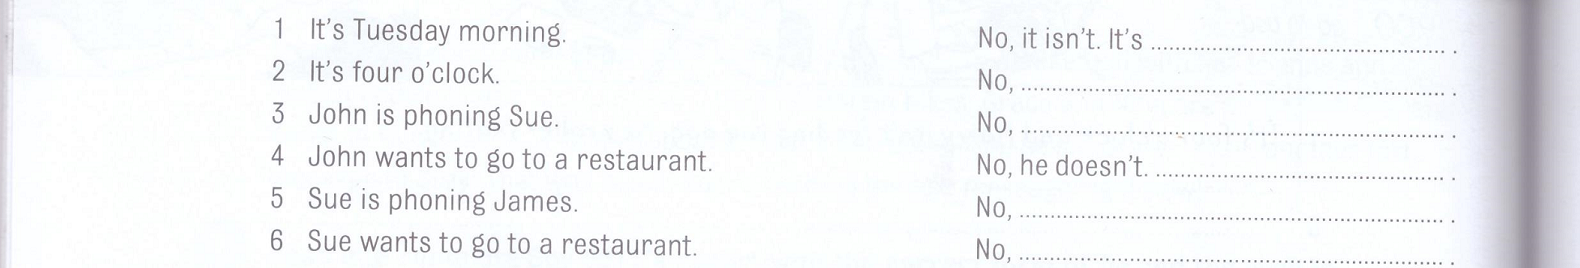 1 It's Tuesday morning. No, it isn't. It's ........................................ .
2 It's four o'clock. No, ........................................ .
3 John is phoning Sue. No, ........................................ .
4 John wants to go to a restaurant. No, he doesn't. ........................................ .
5 Sue is phoning James. No, ........................................ .
6 Sue wants to go to a restaurant. No, ........................................ .